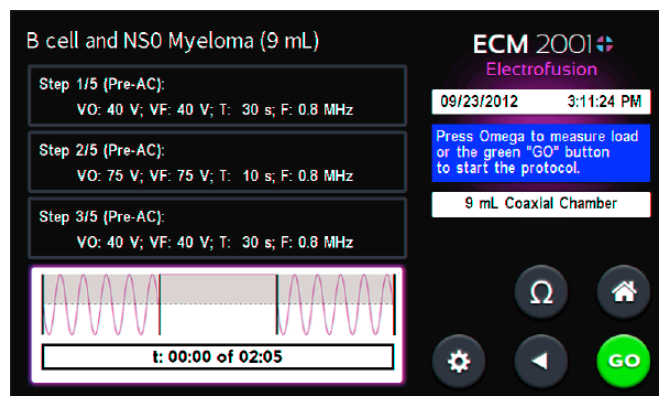 B cell and NS0 Myeloma (9 mL)
Step 1/5 (Pre-AC):
VO: 40 V; VF: 40 V; T: 30 s; F: 0.8 MHz
Step 2/5 (Pre-AC):
VO: 75 V; VF: 75 V; T: 10 s; F: 0.8 MHz
Step 3/5 (Pre-AC):
VO: 40 V; VF: 40 V; T: 30 s; F: 0.8 MHz
t: 00:00 of 02:05
ECM 2001
Electrofusion
09/23/2012 3:11:24 PM
Press Omega to measure load
or the green "GO" button
to start the protocol.
9 mL Coaxial Chamber
Ω
GO